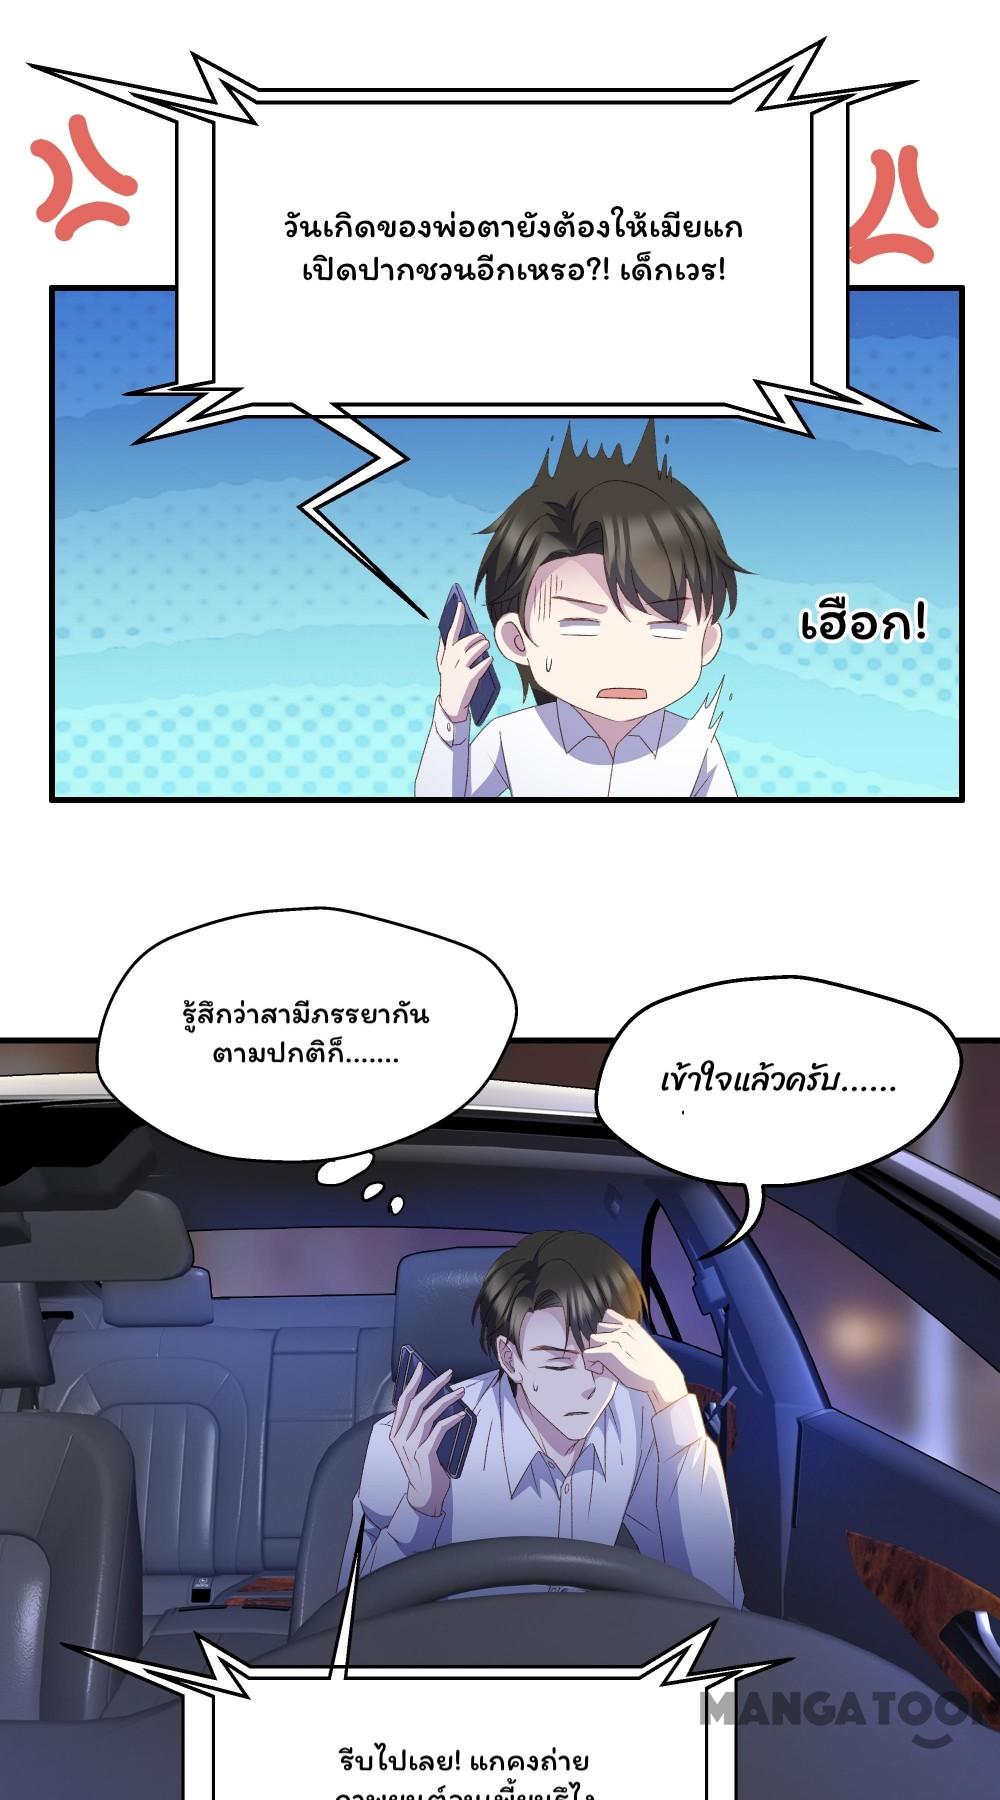 วันเกิดของพ่อตายังต้องให้เมียแก
เปิดปากชวนอีกเหรอ?! เด็กเวร!
เฮือก!
รู้สึกว่าสามีภรรยากัน
ตามปกติก็.......
เข้าใจแล้วครับ......
MANGATOON
รีบไปเลย! แกคงถ่าย